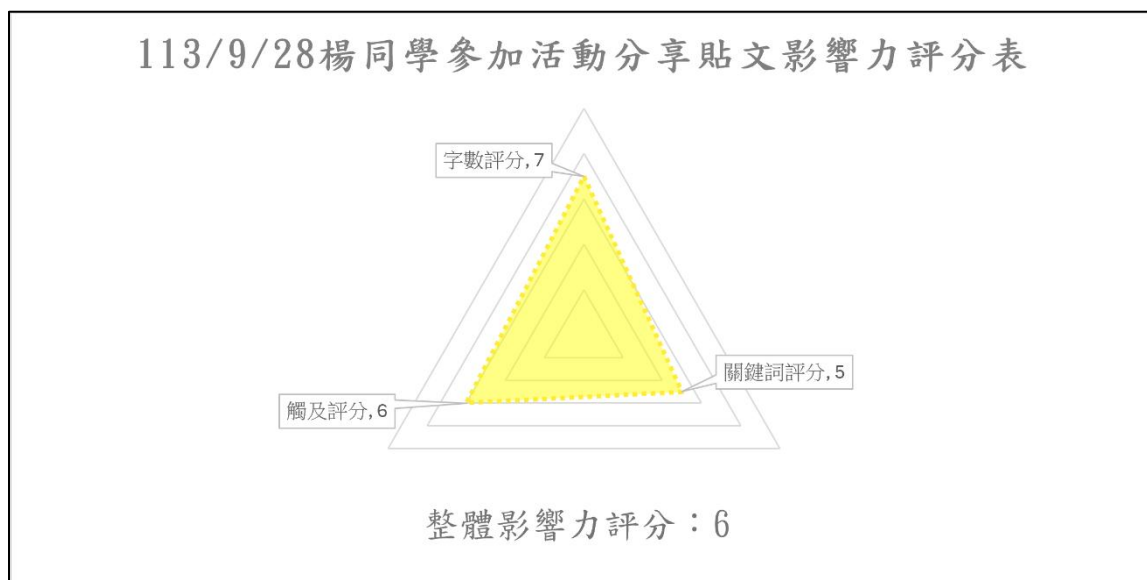 113/9/28楊同學參加活動分享貼文影響力評分表
字數評分, 7
關鍵詞評分, 5
觸及評分, 6
整體影響力評分：6